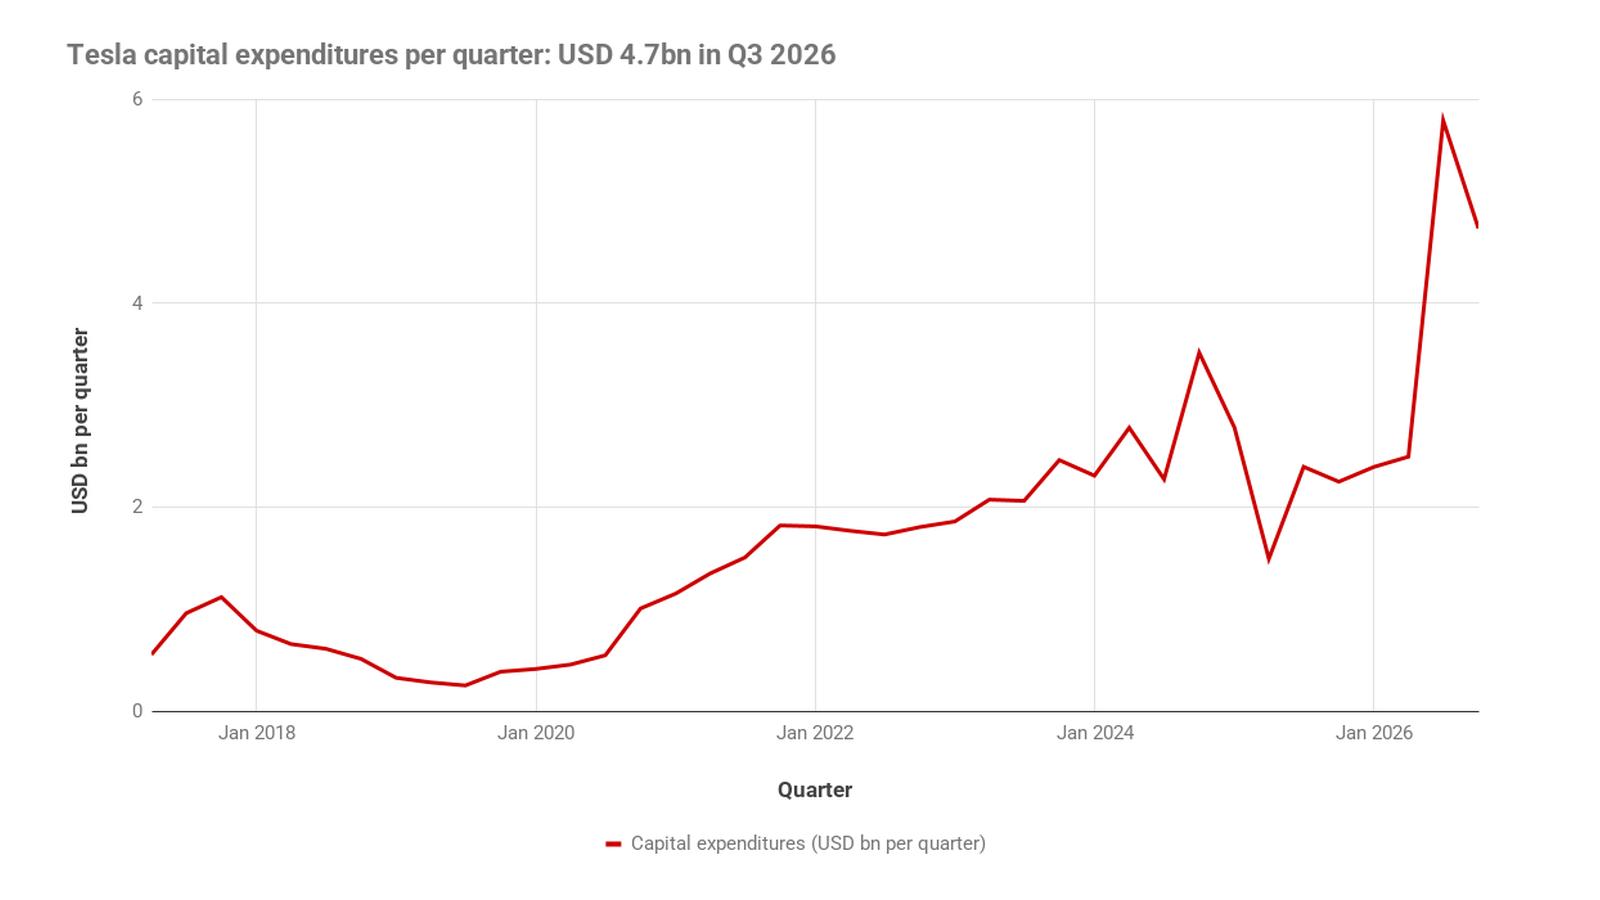 Tesla capital expenditures per quarter: USD 4.7bn in Q3 2026
6
4
2
0
USD bn per quarter
Jan 2018
Jan 2020
Jan 2022
Jan 2024
Jan 2026
Quarter
Capital expenditures (USD bn per quarter)